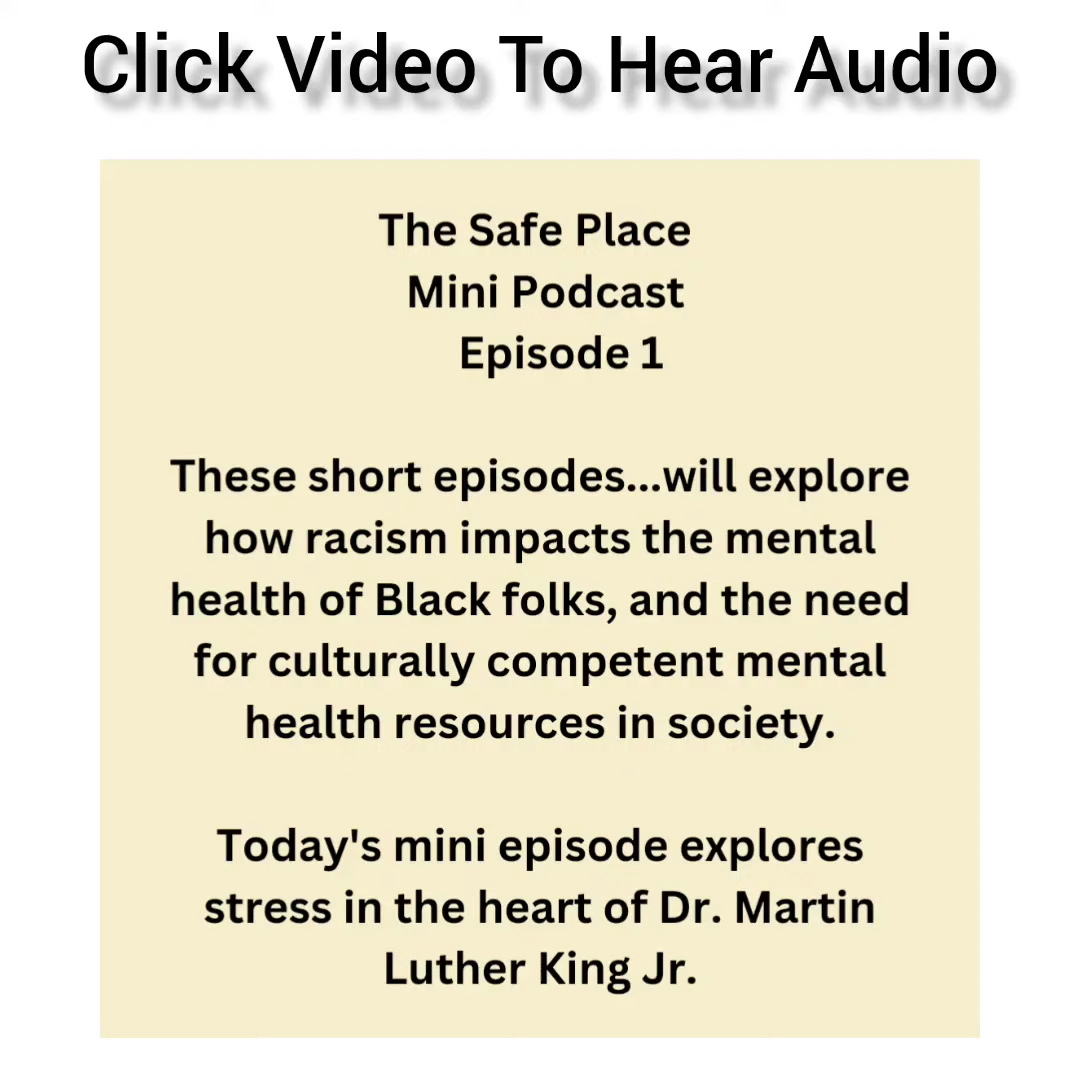 Click Video To Hear Audio
The Safe Place
Mini Podcast
Episode 1
These short episodes...will explore
how racism impacts the mental
health of Black folks, and the need
for culturally competent mental
health resources in society.
Today's mini episode explores
stress in the heart of Dr. Martin
Luther King Jr.